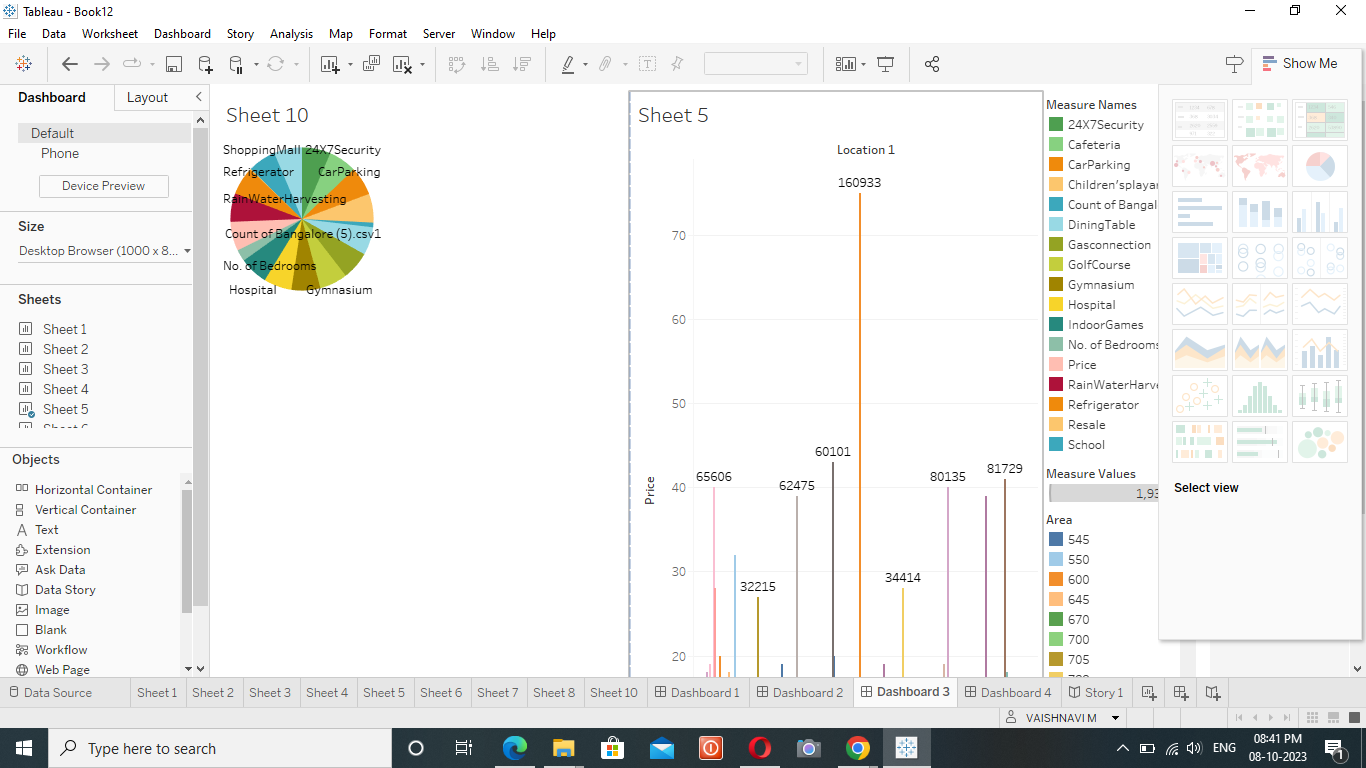 Tableau - Book12
File Data Worksheet Dashboard Story Analysis Map Format Server Window Help
Show Me
Dashboard Layout
Default
Phone
Device Preview
Size
Desktop Browser (1000 x 8...
Sheets
Sheet 1
Sheet 2
Sheet 3
Sheet 4
Sheet 5
Objects
Horizontal Container
Vertical Container
Text
Extension
Ask Data
Data Story
Image
Blank
Workflow
Web Page
Sheet 10
ShoppingMall 24X7Security
Refrigerator CarParking
RainWaterHarvesting
Count of Bangalore (5).csv1
No. of Bedrooms
Hospital Gymnasium
Sheet 5
Location 1
160933
70
60
50
60101
65606 62475 80135 81729
40
Price
34414
32215
30
20
Measure Names
24X7Security
Cafeteria
CarParking
Children'splayar
Count of Bangal
DiningTable
Gasconnection
GolfCourse
Gymnasium
Hospital
IndoorGames
No. of Bedrooms
Price
RainWaterHarve
Refrigerator
Resale
School
Measure Values
1,93
Area
545
550
600
645
670
700
705
Select view
Data Source Sheet 1 Sheet 2 Sheet 3 Sheet 4 Sheet 5 Sheet 6 Sheet 7 Sheet 8 Sheet 10 Dashboard 1 Dashboard 2 Dashboard 3 Dashboard 4 Story 1
VAISHNAVI M
Type here to search
ENG
08:41 PM
08-10-2023
1